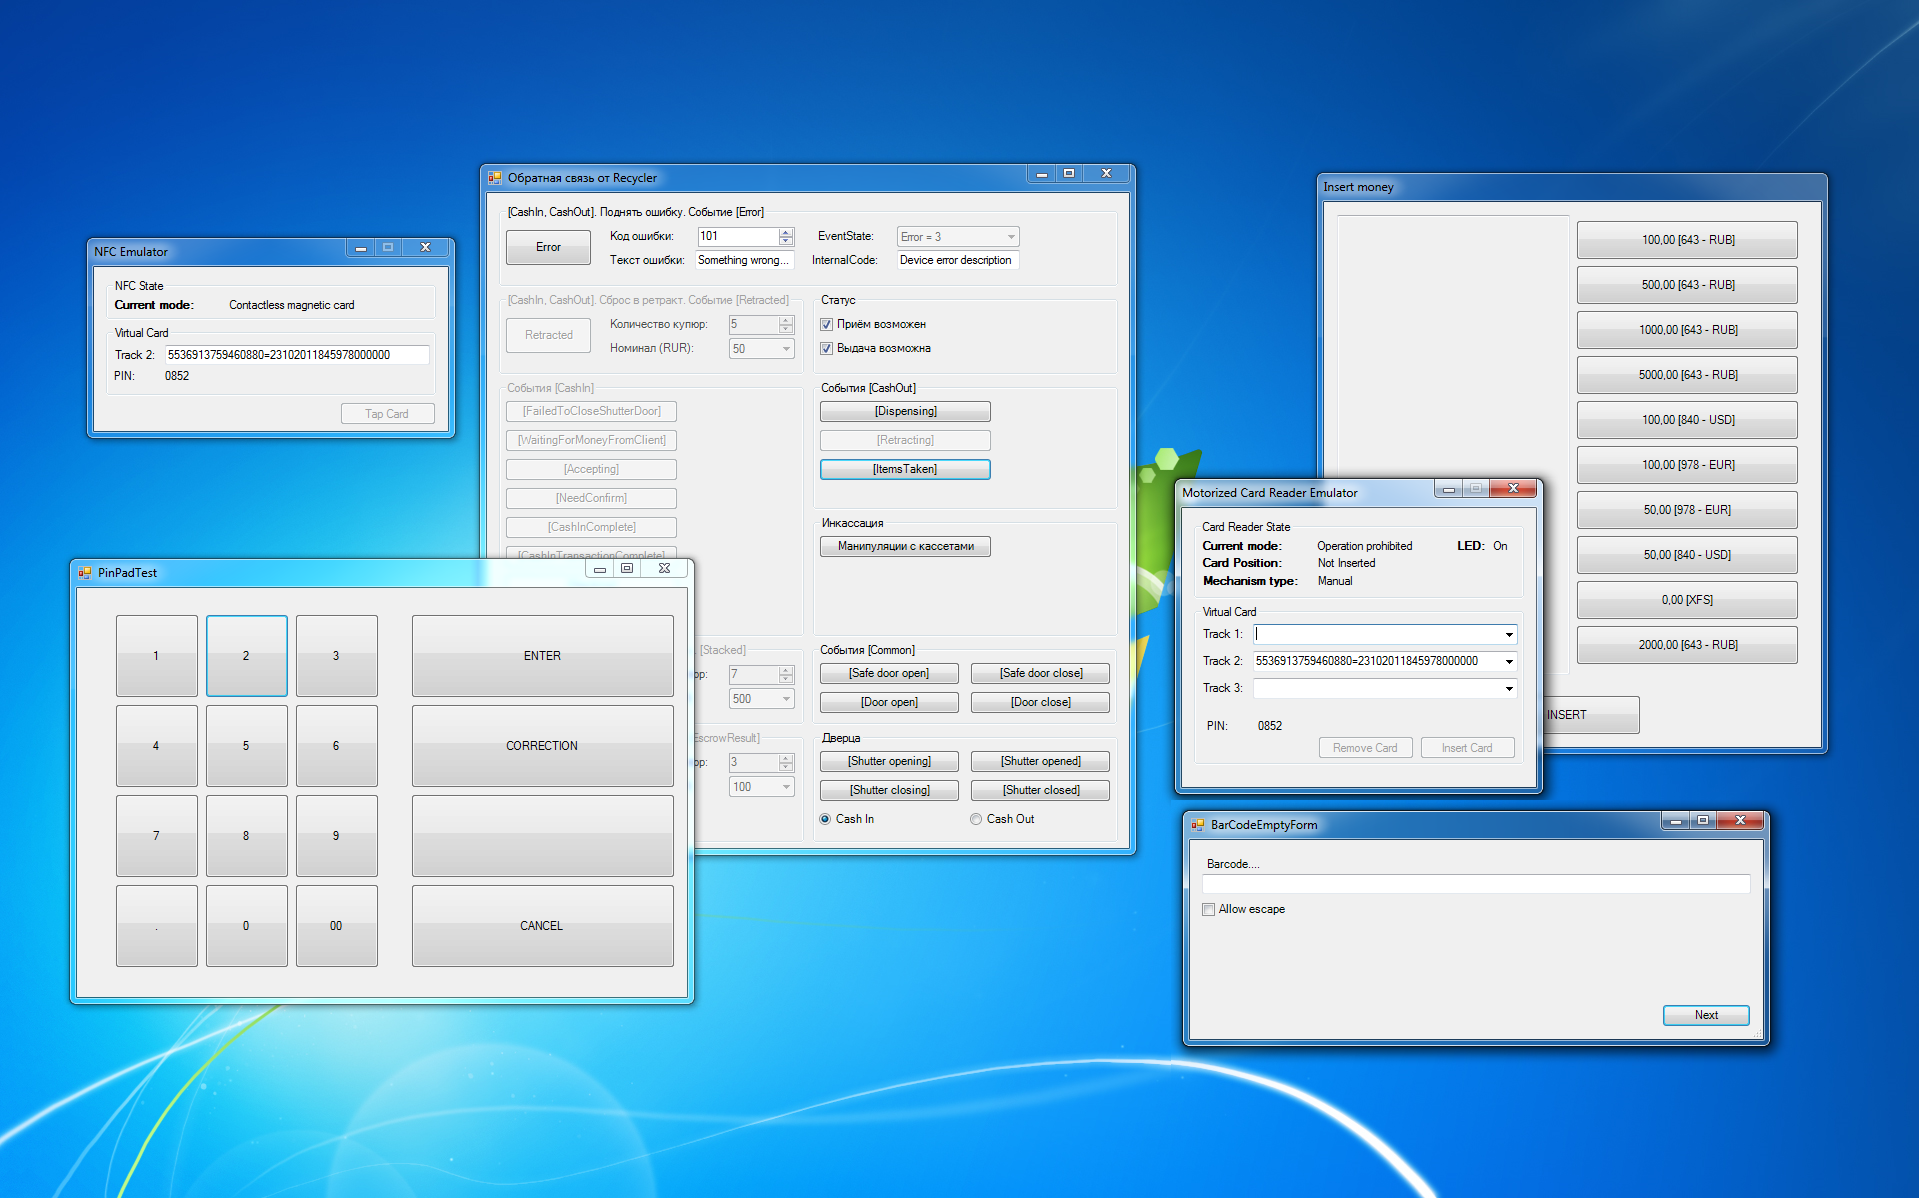 NFC Emulator
NFC State
Current mode: Contactless magnetic card
Virtual Card
Track 2: 5536913759460880=23102011845978000000
PIN: 0852
Tap Card
Обратная связь от Recycler
[CashIn, CashOut]. Поднять ошибку. Событие [Error]
Error
Код ошибки: 101
EventState: Error = 3
Текст ошибки: Something wrong...
InternalCode: Device error description
[CashIn, CashOut]. Сброс в ретракт. Событие [Retracted]
Retracted
Количество купюр: 5
Номинал (RUR): 50
Статус
Приём возможен
Выдача возможна
События [CashIn]
[FailedToCloseShutterDoor]
[WaitingForMoneyFromClient]
[Accepting]
[NeedConfirm]
[CashInComplete]
[CashInTransactionComplete]
События [CashOut]
[Dispensing]
[Retracting]
[ItemsTaken]
Инкассация
Манипуляции с кассетами
[Stacked]
ор: 7
500
События [Common]
[Safe door open] [Safe door close]
[Door open] [Door close]
EscrowResult]
ор: 3
100
Дверца
[Shutter opening] [Shutter opened]
[Shutter closing] [Shutter closed]
Cash In Cash Out
PinPadTest
1 2 3 ENTER
4 5 6 CORRECTION
7 8 9
. 0 00 CANCEL
Insert money
100,00 [643 - RUB]
500,00 [643 - RUB]
1000,00 [643 - RUB]
5000,00 [643 - RUB]
100,00 [840 - USD]
100,00 [978 - EUR]
50,00 [978 - EUR]
50,00 [840 - USD]
0,00 [XFS]
2000,00 [643 - RUB]
INSERT
Motorized Card Reader Emulator
Card Reader State
Current mode: Operation prohibited LED: On
Card Position: Not Inserted
Mechanism type: Manual
Virtual Card
Track 1:
Track 2: 5536913759460880=23102011845978000000
Track 3:
PIN: 0852
Remove Card Insert Card
BarCodeEmptyForm
Barcode....
Allow escape
Next